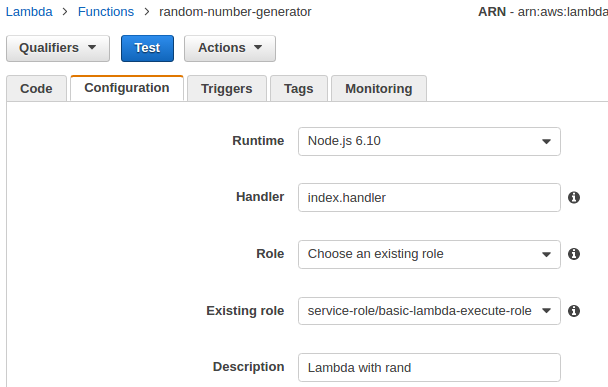 Lambda > Functions > random-number-generator ARN - arn:aws:lambda
Qualifiers Test Actions
Code Configuration Triggers Tags Monitoring
Runtime Node.js 6.10
Handler index.handler
Role Choose an existing role
Existing role service-role/basic-lambda-execute-role
Description Lambda with rand